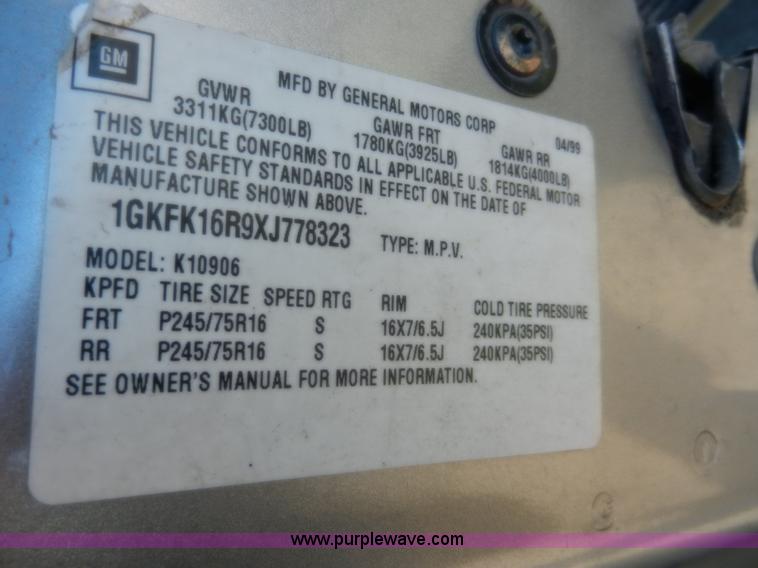 GM
MFD BY GENERAL MOTORS CORP 04/99
GVWR GAWR FRT GAWR RR
3311KG(7300LB) 1780KG(3925LB) 1814KG(4000LB)
THIS VEHICLE CONFORMS TO ALL APPLICABLE U.S. FEDERAL MOTOR
VEHICLE SAFETY STANDARDS IN EFFECT ON THE DATE OF
MANUFACTURE SHOWN ABOVE.
1GKFK16R9XJ778323 TYPE: M.P.V.
MODEL: K10906
KPFD TIRE SIZE SPEED RTG RIM COLD TIRE PRESSURE
FRT P245/75R16 S 16X7/6.5J 240KPA(35PSI)
RR P245/75R16 S 16X7/6.5J 240KPA(35PSI)
SEE OWNER'S MANUAL FOR MORE INFORMATION.
www.purplewave.com